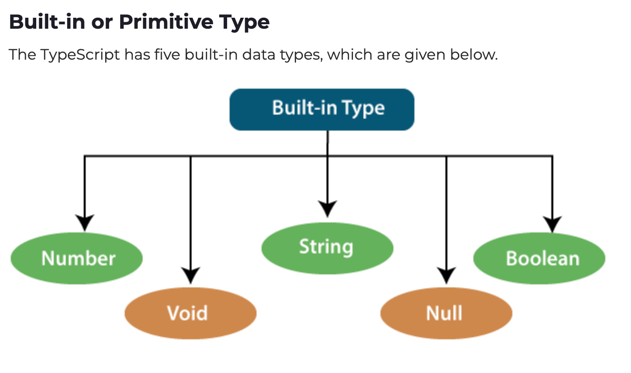 Built-in or Primitive Type
The TypeScript has five built-in data types, which are given below.
Built-in Type
Number
String
Boolean
Void
Null